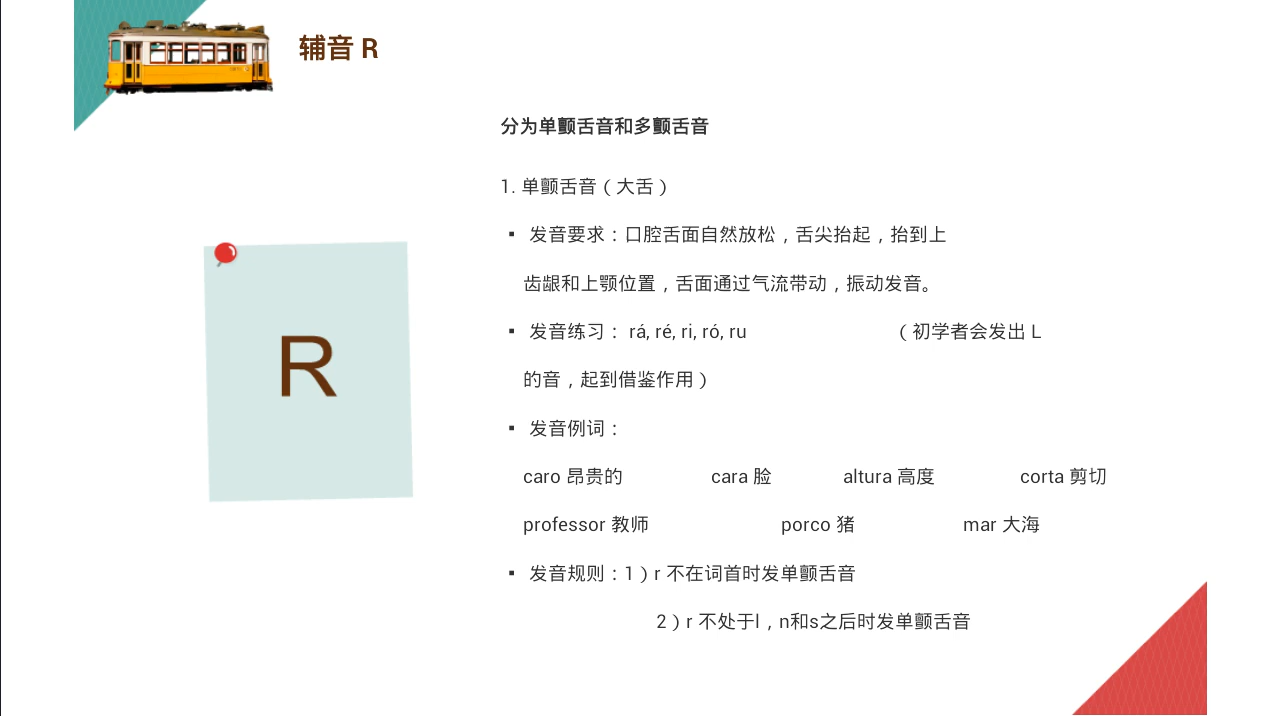 辅音 R
分为单颤舌音和多颤舌音
1. 单颤舌音（大舌）
▪ 发音要求：口腔舌面自然放松，舌尖抬起，抬到上
齿龈和上颚位置，舌面通过气流带动，振动发音。
▪ 发音练习： rá, ré, ri, ró, ru （初学者会发出 L
的音，起到借鉴作用）
R
▪ 发音例词：
caro 昂贵的 cara 脸 altura 高度 corta 剪切
professor 教师 porco 猪 mar 大海
▪ 发音规则：1）r 不在词首时发单颤舌音
2）r 不处于l，n和s之后时发单颤舌音